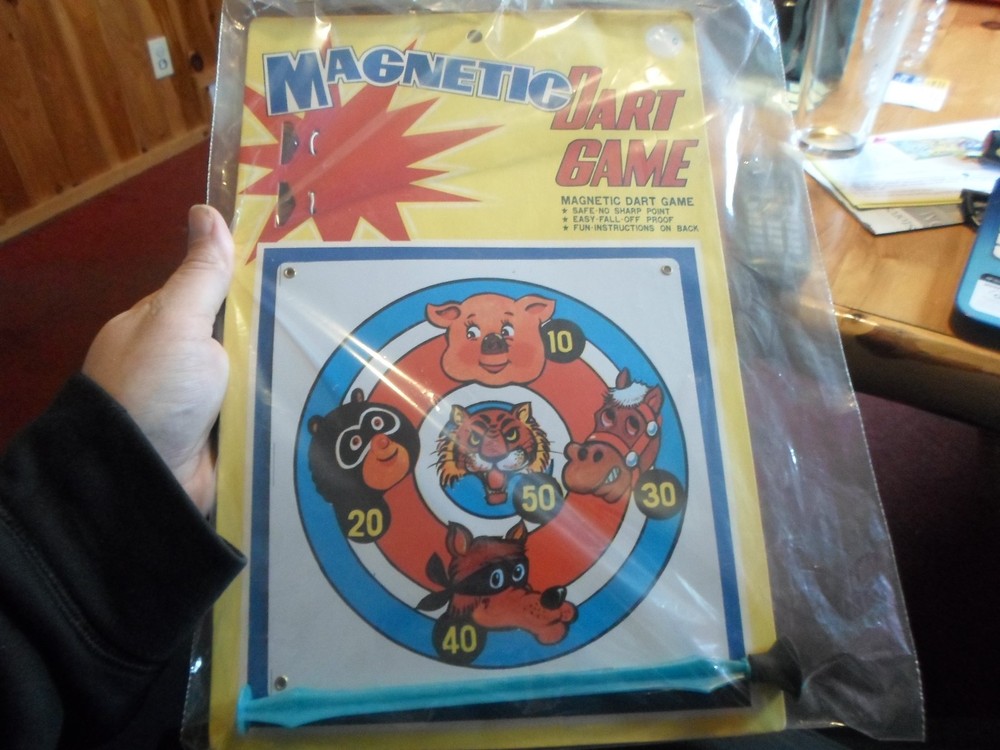 MAGNETIC
DART
GAME
MAGNETIC DART GAME
★ SAFE·NO SHARP POINT
★ EASY·FALL·OFF PROOF
★ FUN·INSTRUCTIONS ON BACK
10
20
50
30
40